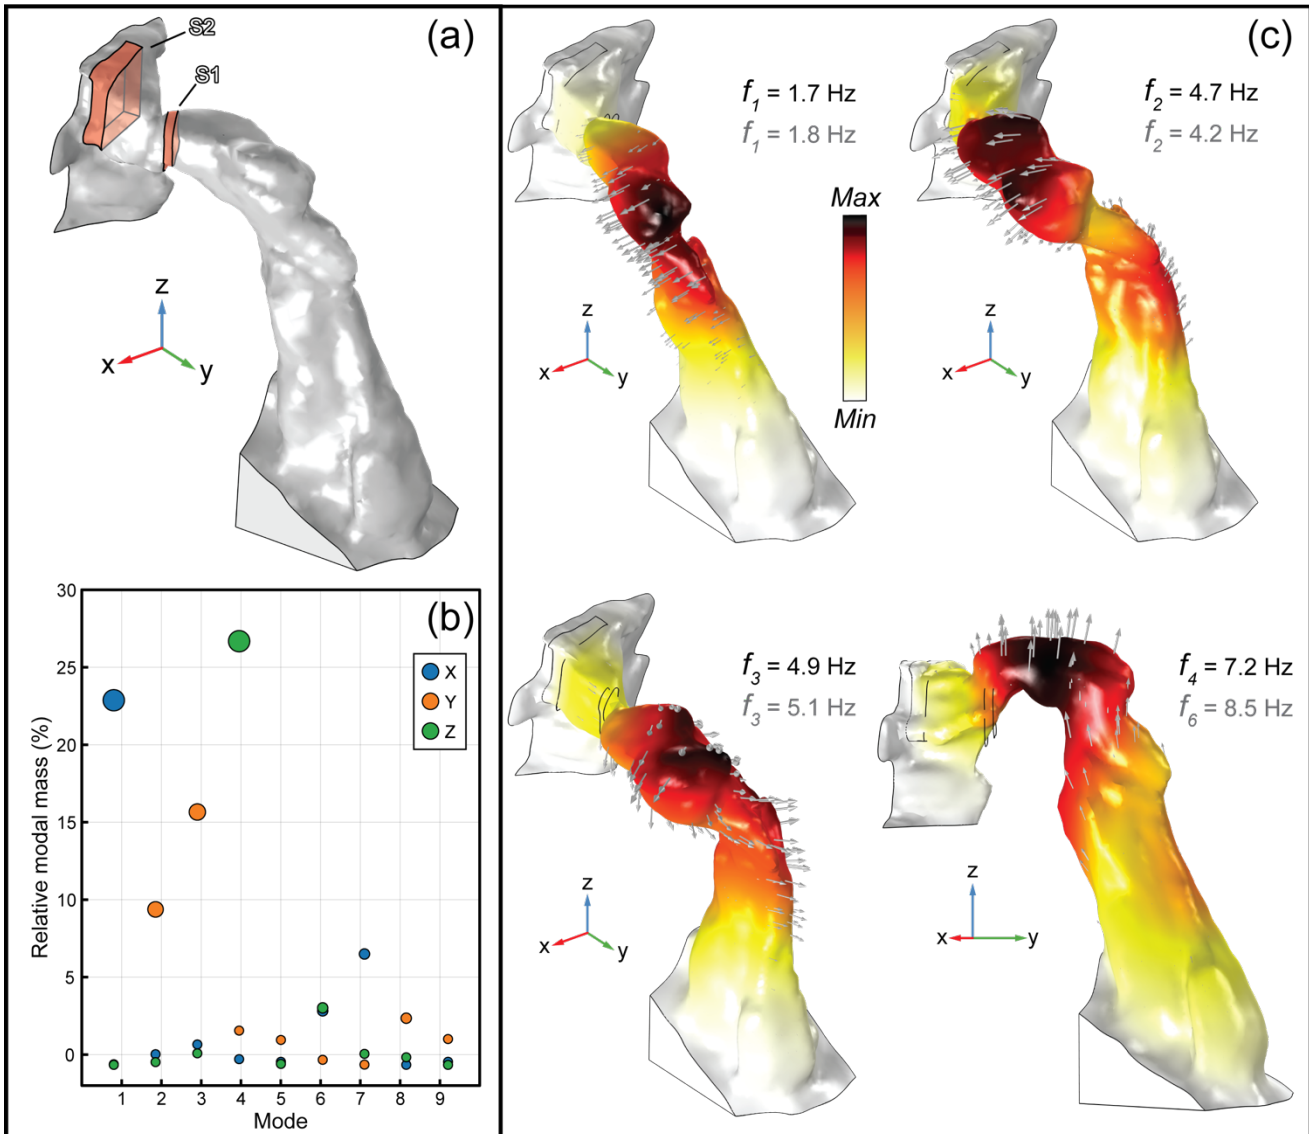 (a)
S2
S1
z
x
y
(b)
30
25
20
15
10
5
0
Relative modal mass (%)
X
Y
Z
1 2 3 4 5 6 7 8 9
Mode
(c)
f1 = 1.7 Hz
f1 = 1.8 Hz
Max
Min
z
x
y
f2 = 4.7 Hz
f2 = 4.2 Hz
z
x
y
f3 = 4.9 Hz
f3 = 5.1 Hz
z
x
y
f4 = 7.2 Hz
f6 = 8.5 Hz
z
x y